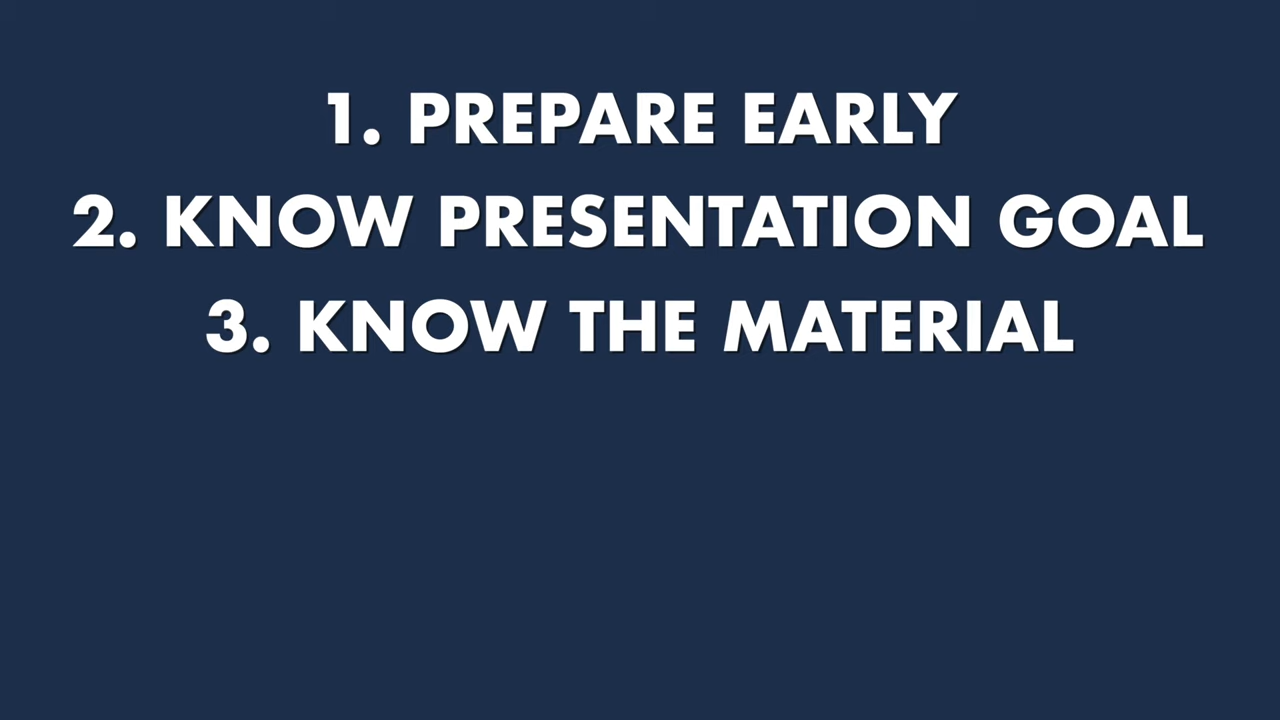 1. PREPARE EARLY
2. KNOW PRESENTATION GOAL
3. KNOW THE MATERIAL